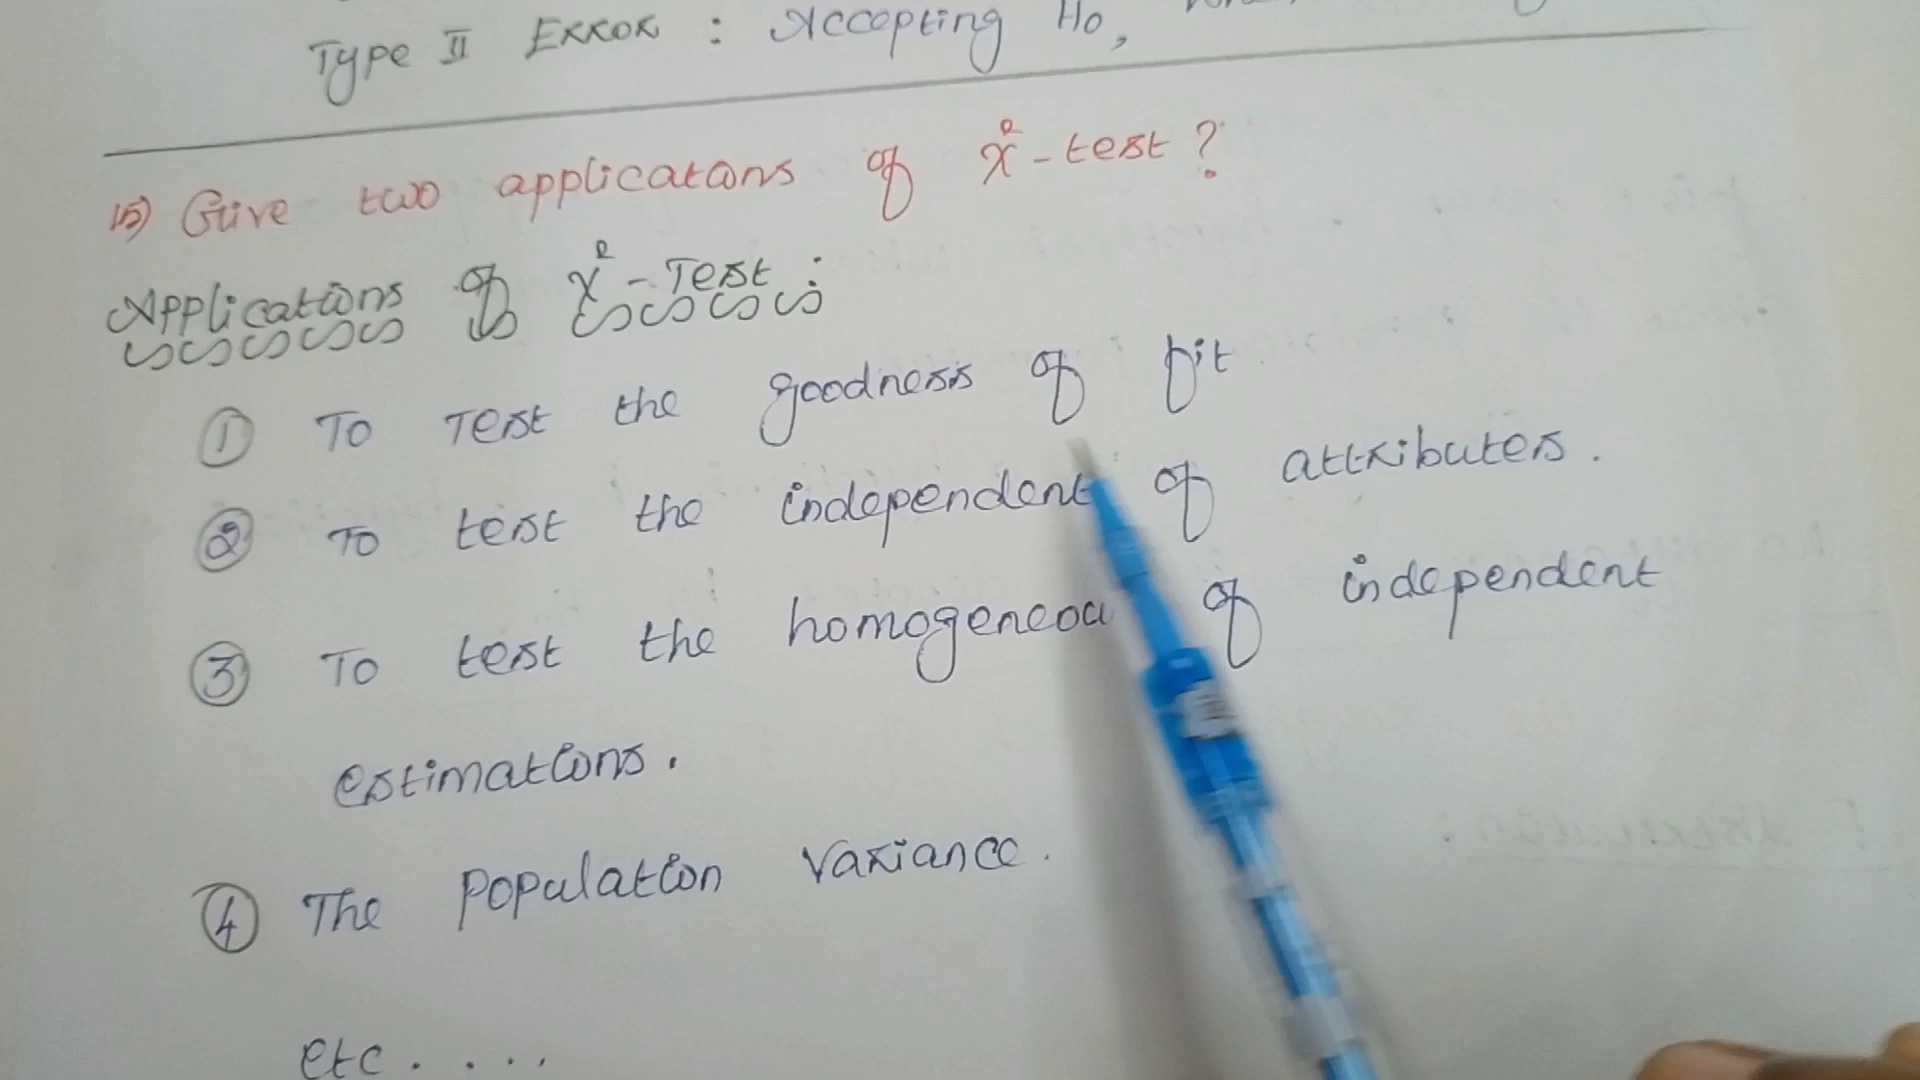 Type II Error : Accepting Ho,
15) Give two applications of χ²-test ?
Applications of χ²-Test :
① To Test the goodness of fit
② To test the independent of attributes.
③ To test the of independent
estimations.
④ The Population Variance.
etc....